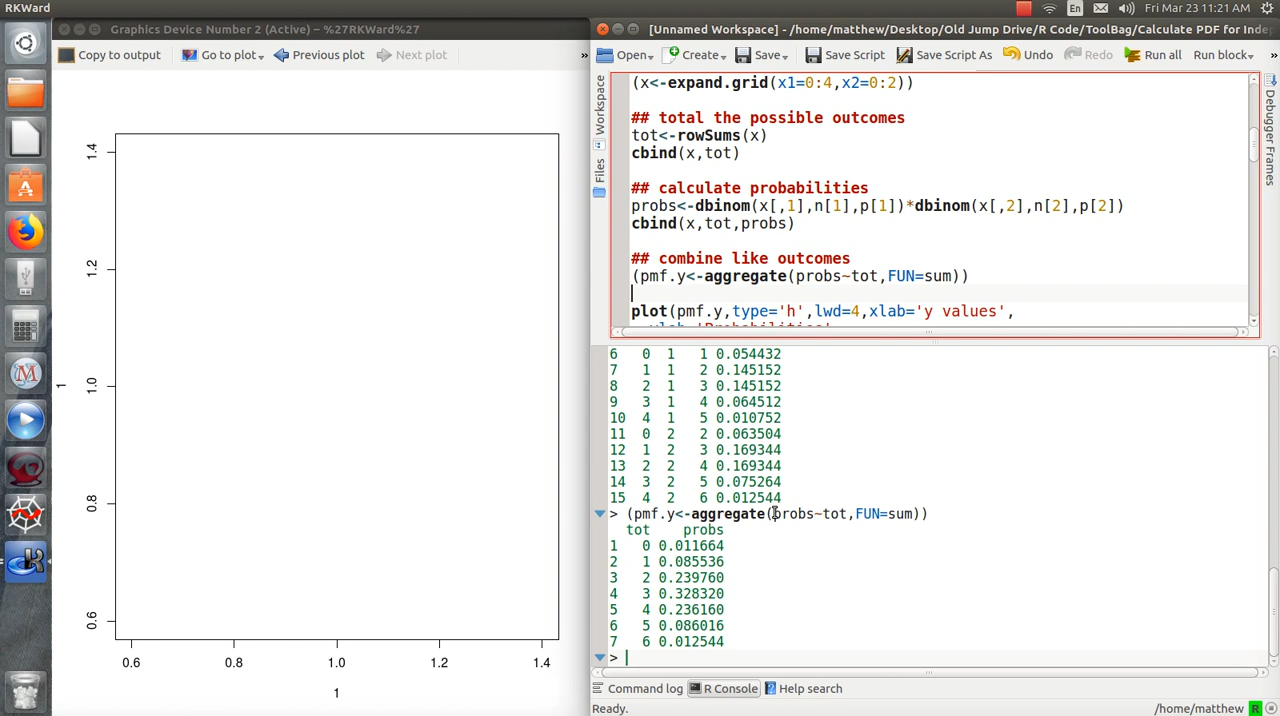 RKWard
En
Fri Mar 23 11:21 AM
Graphics Device Number 2 (Active) – %27RKWard%27
[Unnamed Workspace] - /home/matthew/Desktop/Old Jump Drive/R Code/ToolBag/Calculate PDF for Indep
Copy to output Go to plot Previous plot Next plot »
Open Create Save Save Script Save Script As Undo Redo Run all Run block »
Workspace
Files
Debugger Frames
(x<-expand.grid(x1=0:4,x2=0:2))
## total the possible outcomes
tot<-rowSums(x)
cbind(x,tot)
## calculate probabilities
probs<-dbinom(x[,1],n[1],p[1])*dbinom(x[,2],n[2],p[2])
cbind(x,tot,probs)
## combine like outcomes
(pmf.y<-aggregate(probs~tot,FUN=sum))
plot(pmf.y,type='h',lwd=4,xlab='y values',
6 0 1 1 0.054432
7 1 1 2 0.145152
8 2 1 3 0.145152
9 3 1 4 0.064512
10 4 1 5 0.010752
11 0 2 2 0.063504
12 1 2 3 0.169344
13 2 2 4 0.169344
14 3 2 5 0.075264
15 4 2 6 0.012544
> (pmf.y<-aggregate(probs~tot,FUN=sum))
tot probs
1 0 0.011664
2 1 0.085536
3 2 0.239760
4 3 0.328320
5 4 0.236160
6 5 0.086016
7 6 0.012544
>
1.4
1.2
1.0
0.8
0.6
1
0.6 0.8 1.0 1.2 1.4
1
Command log R Console Help search
Ready.
/home/matthew R